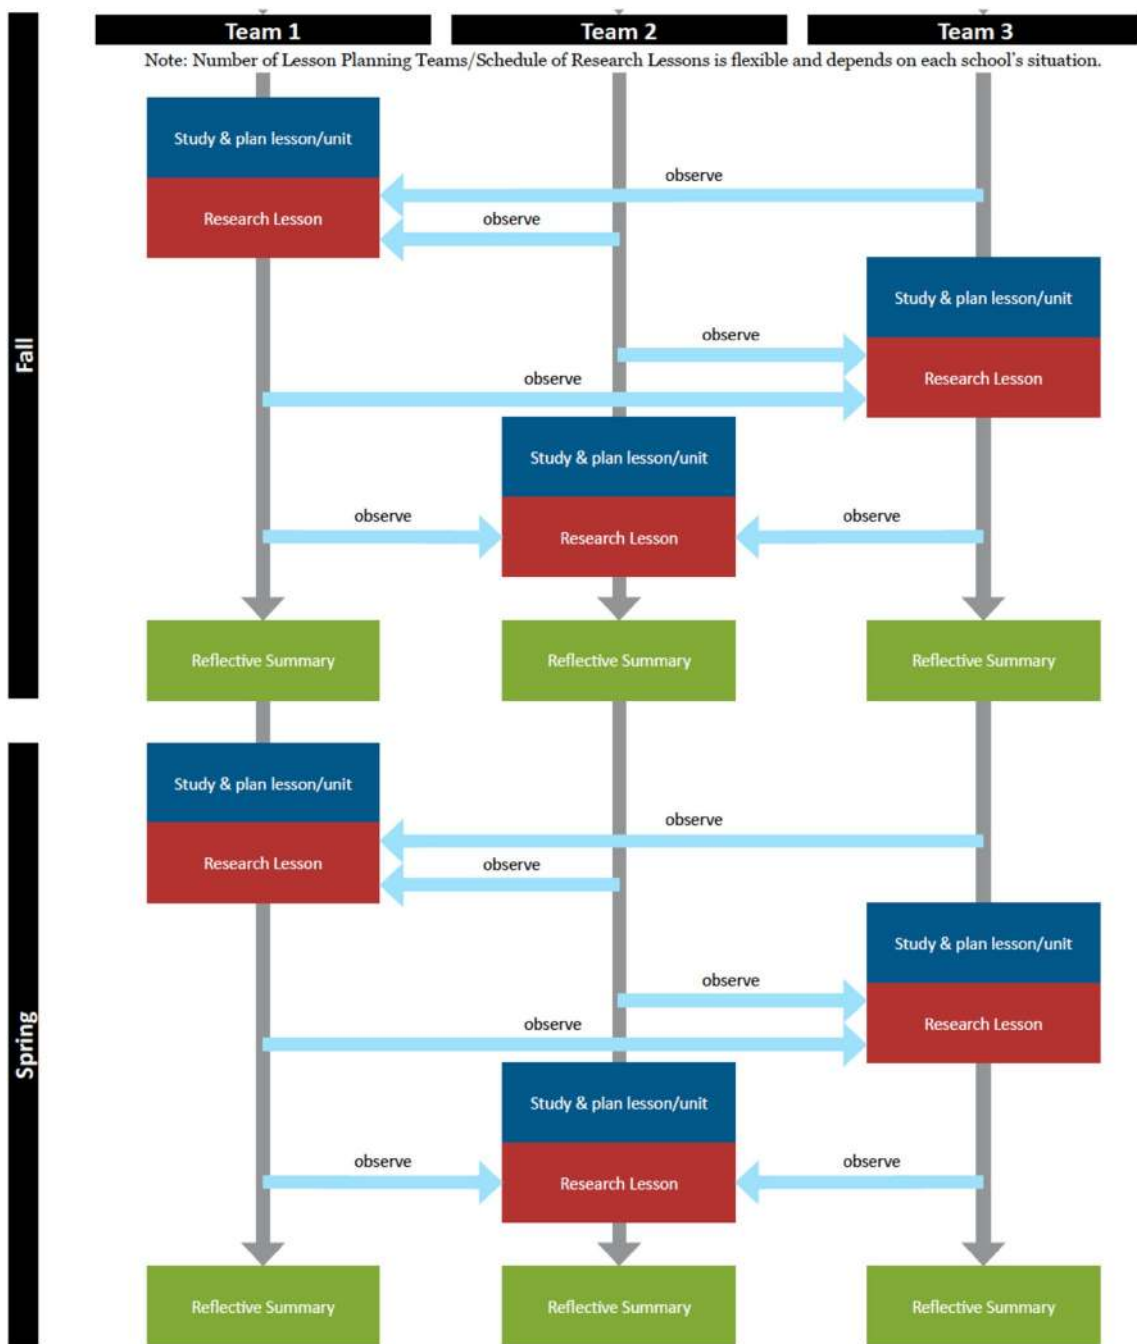 Team 1
Team 2
Team 3
Note: Number of Lesson Planning Teams/Schedule of Research Lessons is flexible and depends on each school's situation.
Fall
Study & plan lesson/unit
observe
Research Lesson
observe
Study & plan lesson/unit
observe
Research Lesson
observe
Study & plan lesson/unit
observe
observe
Research Lesson
Reflective Summary
Reflective Summary
Reflective Summary
Spring
Study & plan lesson/unit
observe
Research Lesson
observe
Study & plan lesson/unit
observe
Research Lesson
observe
Study & plan lesson/unit
observe
observe
Research Lesson
Reflective Summary
Reflective Summary
Reflective Summary